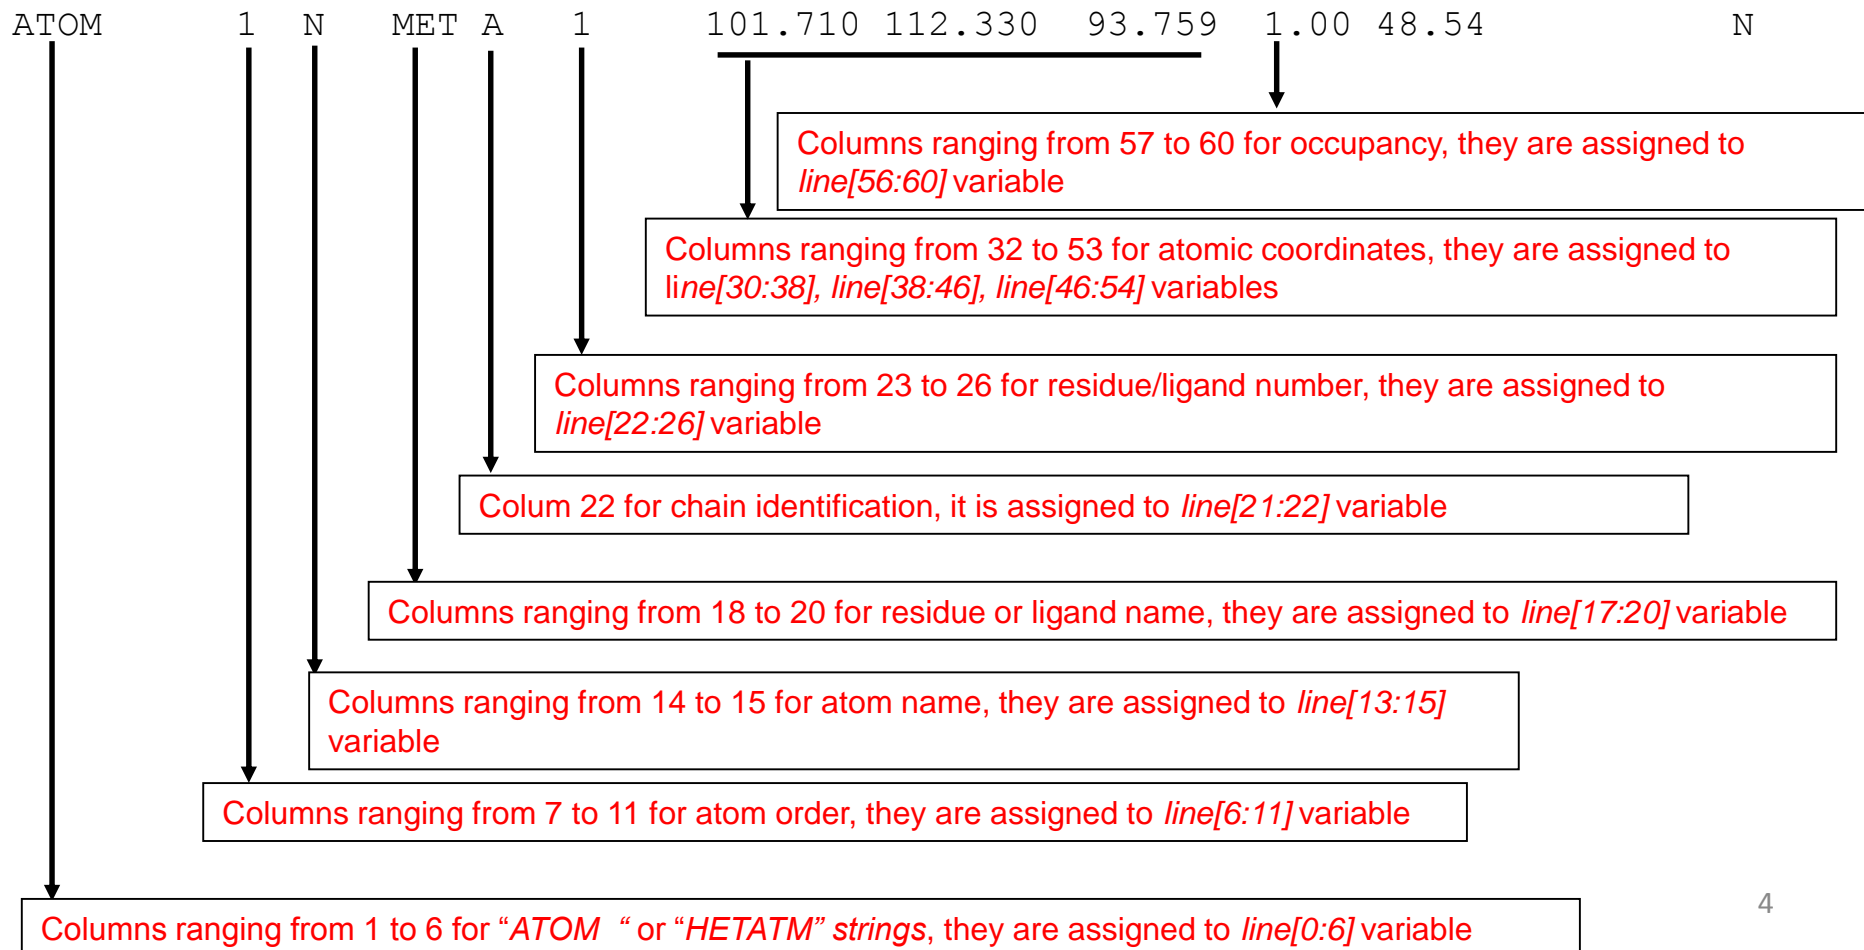 ATOM 1 N MET A 1 101.710 112.330 93.759 1.00 48.54 N
Columns ranging from 57 to 60 for occupancy, they are assigned to
line[56:60] variable
Columns ranging from 32 to 53 for atomic coordinates, they are assigned to
line[30:38], line[38:46], line[46:54] variables
Columns ranging from 23 to 26 for residue/ligand number, they are assigned to
line[22:26] variable
Colum 22 for chain identification, it is assigned to line[21:22] variable
Columns ranging from 18 to 20 for residue or ligand name, they are assigned to line[17:20] variable
Columns ranging from 14 to 15 for atom name, they are assigned to line[13:15]
variable
Columns ranging from 7 to 11 for atom order, they are assigned to line[6:11] variable
4
Columns ranging from 1 to 6 for “ATOM  “ or “HETATM” strings, they are assigned to line[0:6] variable